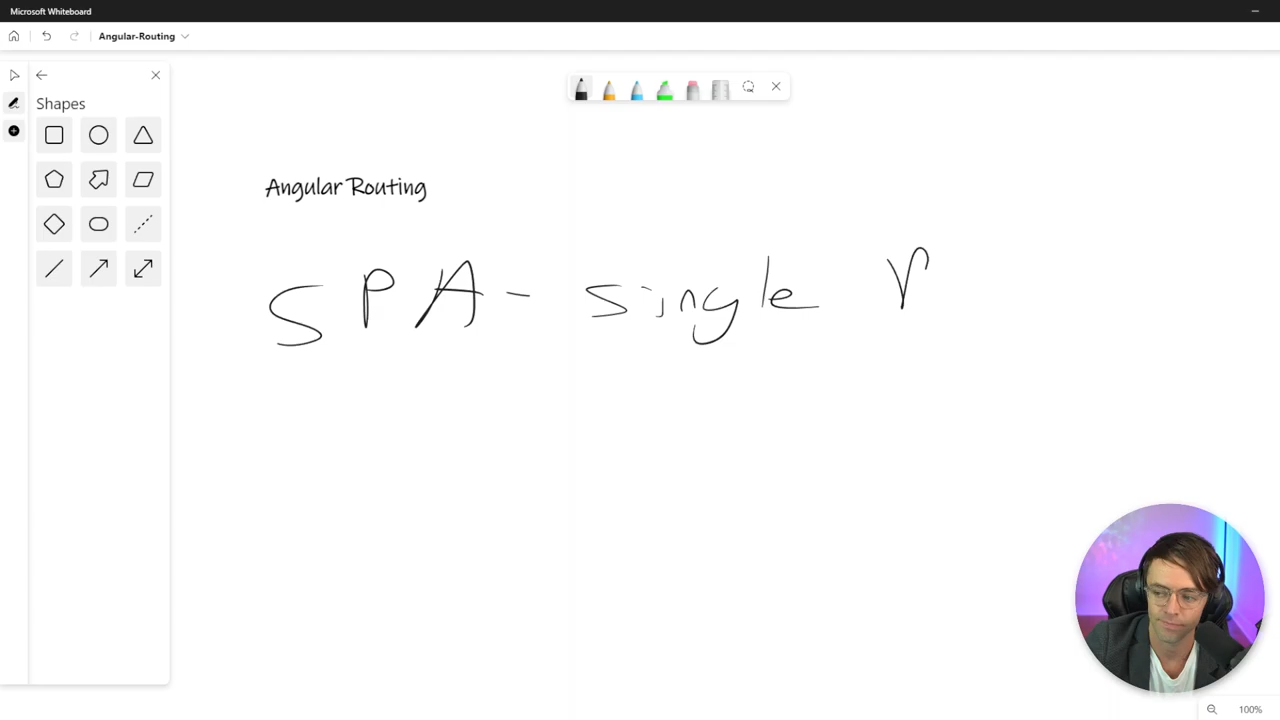 Microsoft Whiteboard
Angular-Routing
Shapes
Angular Routing
SPA - single
100%